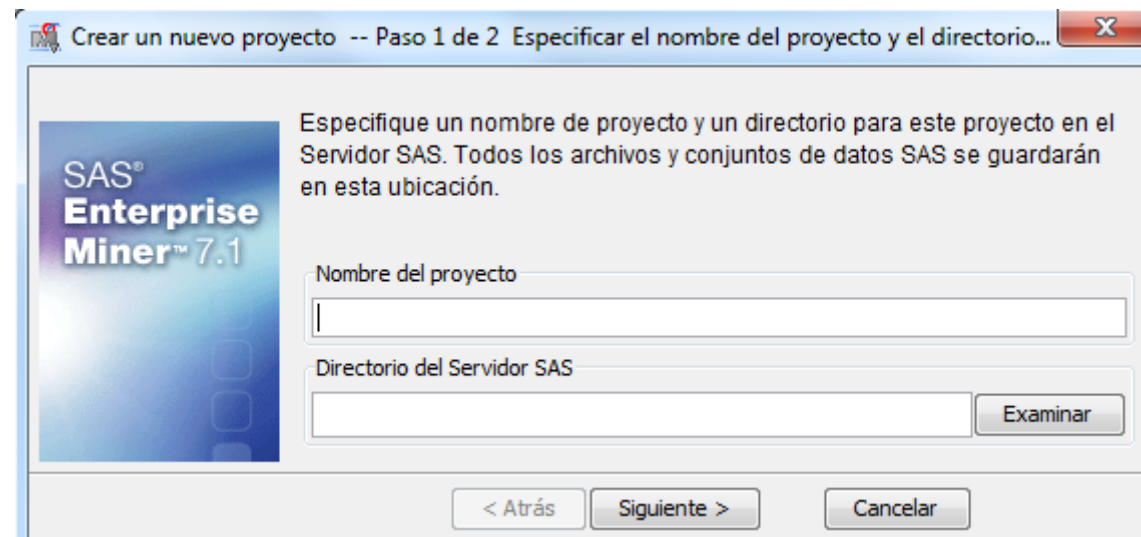 Crear un nuevo proyecto -- Paso 1 de 2 Especificar el nombre del proyecto y el directorio...
Especifique un nombre de proyecto y un directorio para este proyecto en el
Servidor SAS. Todos los archivos y conjuntos de datos SAS se guardarán
en esta ubicación.
SAS®
Enterprise
Miner™ 7.1
Nombre del proyecto
Directorio del Servidor SAS
Examinar
< Atrás Siguiente > Cancelar